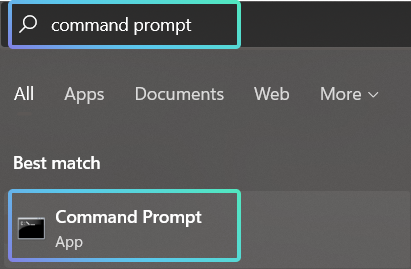 command prompt
All Apps Documents Web More
Best match
Command Prompt
App